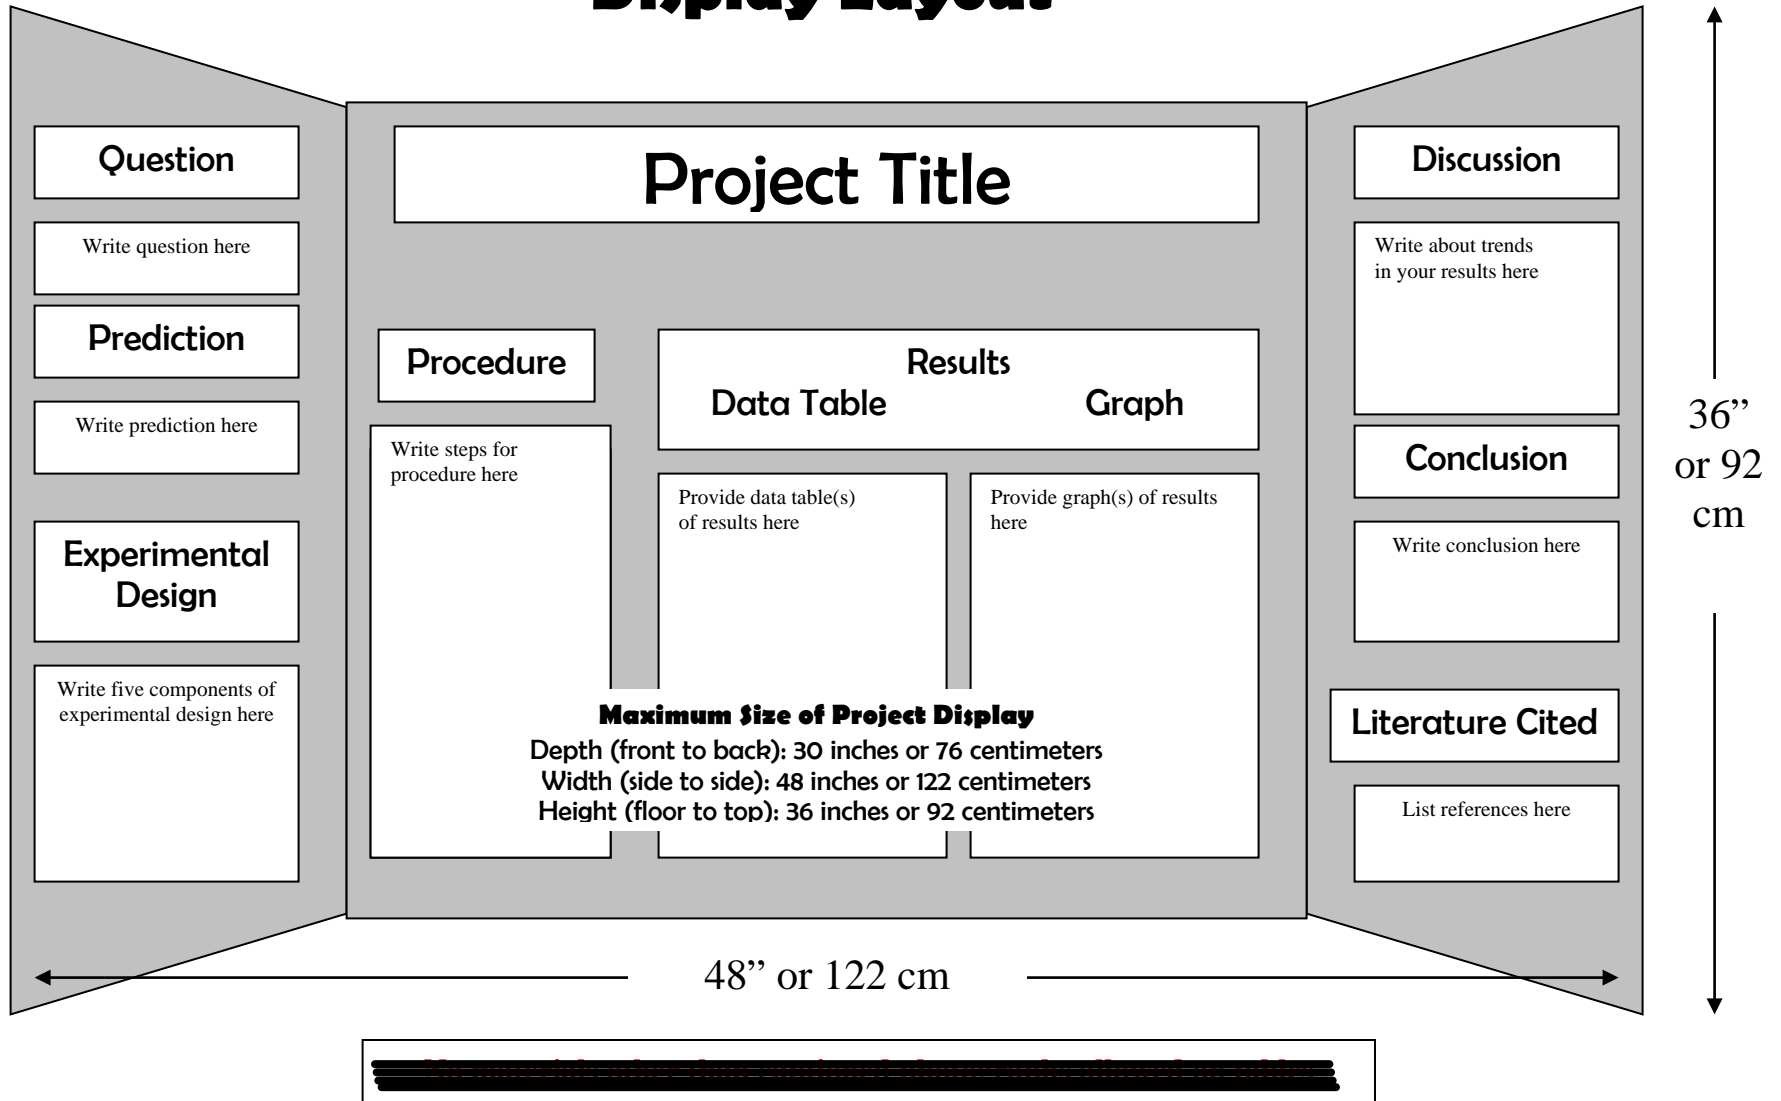 Display Layout
Question
Write question here
Prediction
Write prediction here
Experimental
Design
Write five components of
experimental design here
Project Title
Procedure
Write steps for
procedure here
Results
Data Table Graph
Provide data table(s)
of results here
Provide graph(s) of results
here
Maximum Size of Project Display
Depth (front to back): 30 inches or 76 centimeters
Width (side to side): 48 inches or 122 centimeters
Height (floor to top): 36 inches or 92 centimeters
Discussion
Write about trends
in your results here
Conclusion
Write conclusion here
Literature Cited
List references here
36”
or 92
cm
48” or 122 cm